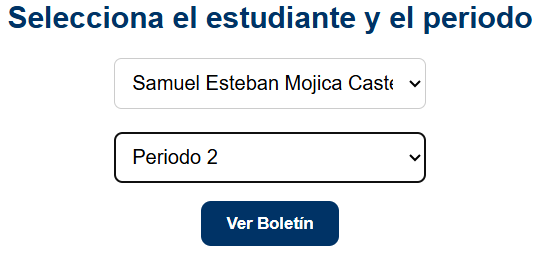 Selecciona el estudiante y el periodo
Samuel Esteban Mojica Caste
Periodo 2
Ver Boletín